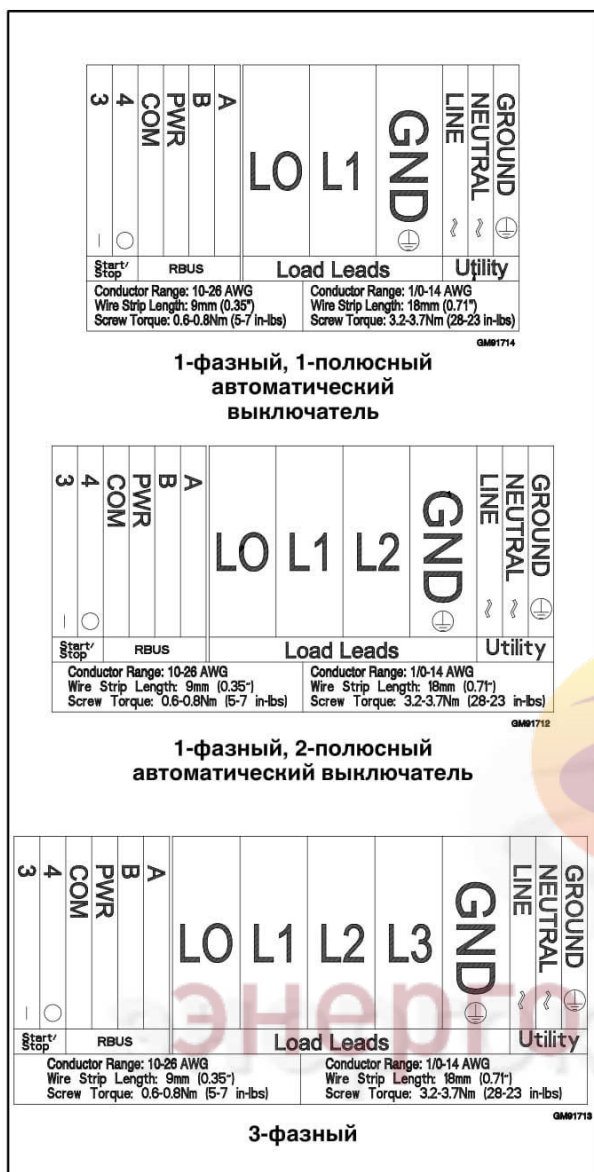 3 4 COM PWR B A LO L1 GND LINE NEUTRAL GROUND
Start/ Stop RBUS Load Leads Utility
Conductor Range: 10-26 AWG
Wire Strip Length: 9mm (0.35")
Screw Torque: 0.6-0.8Nm (5-7 in-lbs)
Conductor Range: 1/0-14 AWG
Wire Strip Length: 18mm (0.71")
Screw Torque: 3.2-3.7Nm (28-23 in-lbs)
GM91714
1-фазный, 1-полюсный
автоматический
выключатель
3 4 COM PWR B A LO L1 L2 GND LINE NEUTRAL GROUND
Start/ Stop RBUS Load Leads Utility
Conductor Range: 10-26 AWG
Wire Strip Length: 9mm (0.35")
Screw Torque: 0.6-0.8Nm (5-7 in-lbs)
Conductor Range: 1/0-14 AWG
Wire Strip Length: 18mm (0.71")
Screw Torque: 3.2-3.7Nm (28-23 in-lbs)
GM91712
1-фазный, 2-полюсный
автоматический выключатель
3 4 COM PWR B A LO L1 L2 L3 GND LINE NEUTRAL GROUND
энерго
Start/ Stop RBUS Load Leads Utility
Conductor Range: 10-26 AWG
Wire Strip Length: 9mm (0.35")
Screw Torque: 0.6-0.8Nm (5-7 in-lbs)
Conductor Range: 1/0-14 AWG
Wire Strip Length: 18mm (0.71")
Screw Torque: 3.2-3.7Nm (28-23 in-lbs)
GM91713
3-фазный